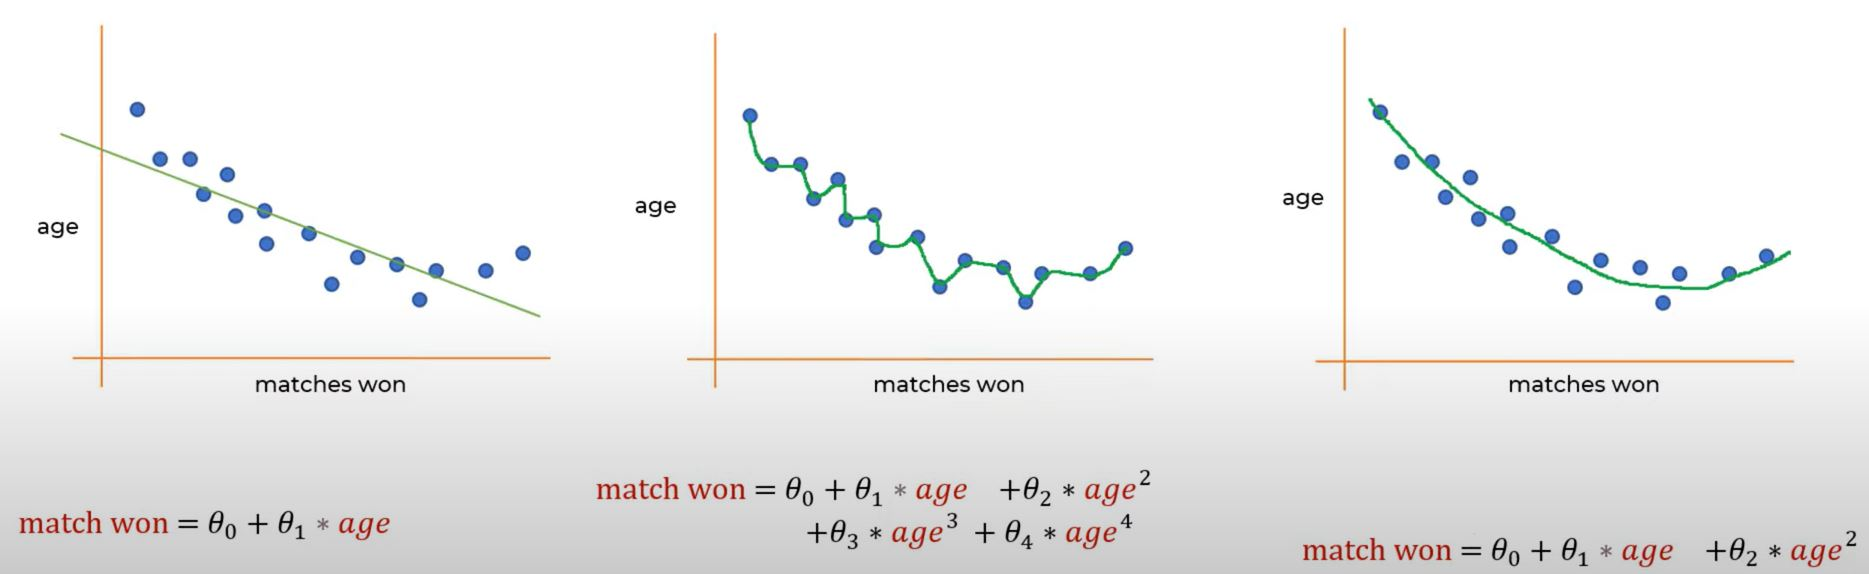 age
matches won
match won = θ₀ + θ₁ * age
age
matches won
match won = θ₀ + θ₁ * age +θ₂ * age²
+θ₃ * age³ + θ₄ * age⁴
age
matches won
match won = θ₀ + θ₁ * age +θ₂ * age²